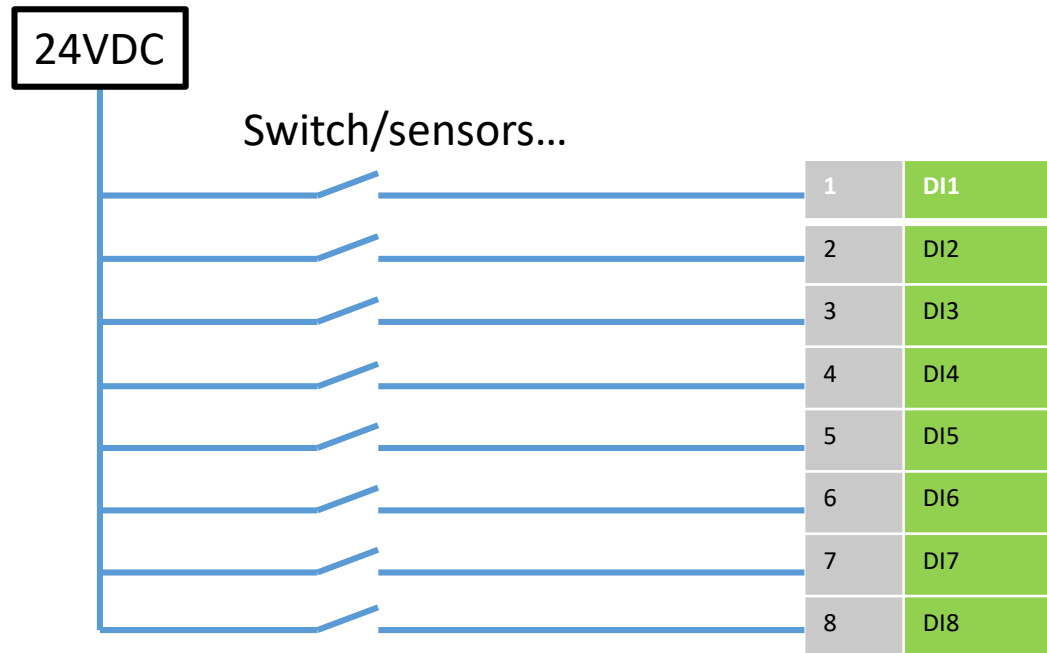 24VDC
Switch/sensors…
1 DI1
2 DI2
3 DI3
4 DI4
5 DI5
6 DI6
7 DI7
8 DI8